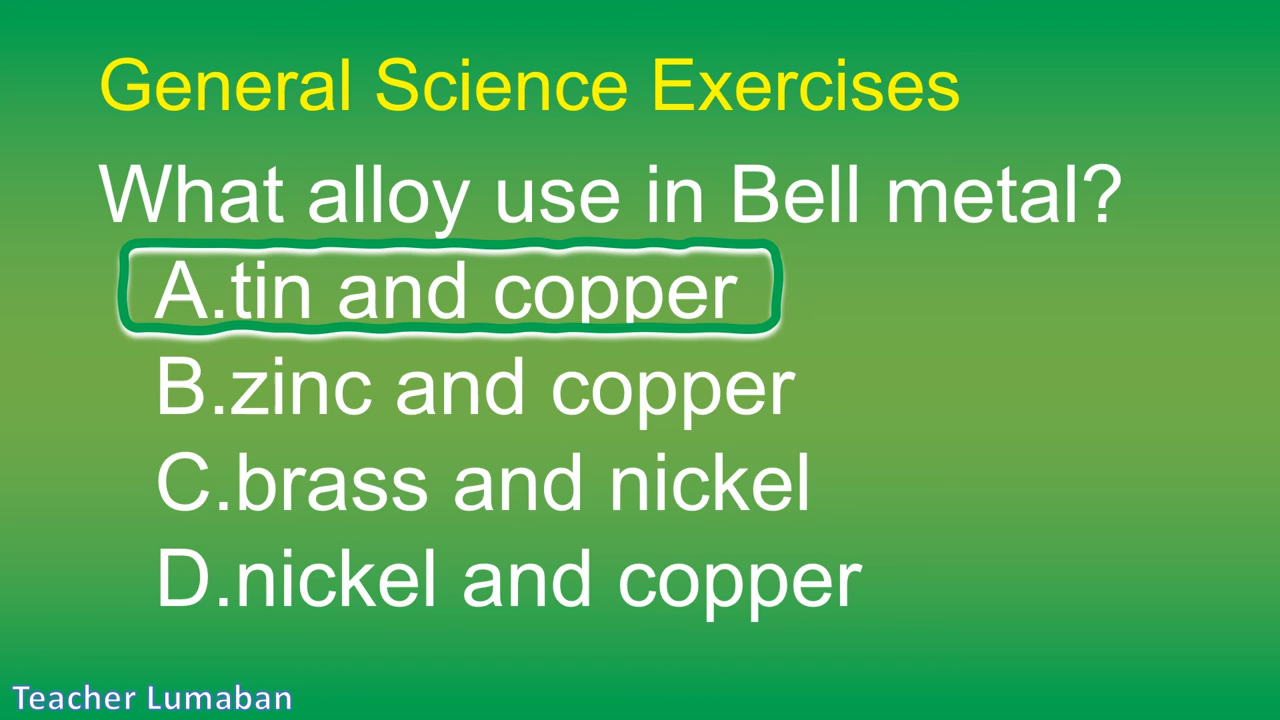 General Science Exercises
What alloy use in Bell metal?
A.tin and copper
B.zinc and copper
C.brass and nickel
D.nickel and copper
Teacher Lumaban